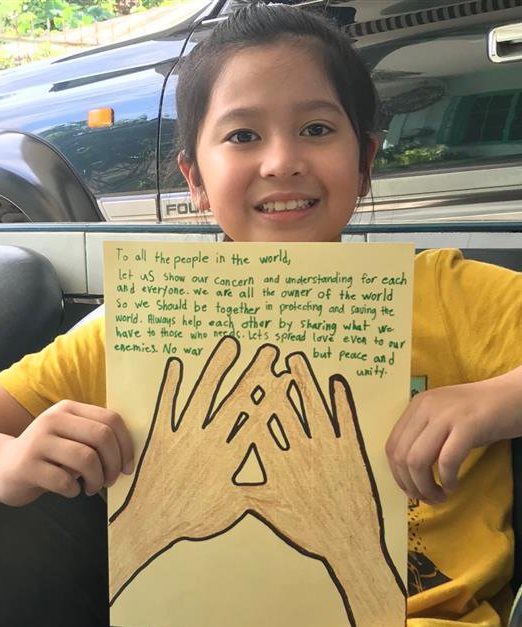 FOU
To all the people in the world,
let us show our concern and understanding for each
and everyone. we are all the owner of the world
so we should be together in protecting and saving the
world. Always help each other by sharing what we
have to those who needs. Lets spread love even to our
enemies. No war but peace and
unity.